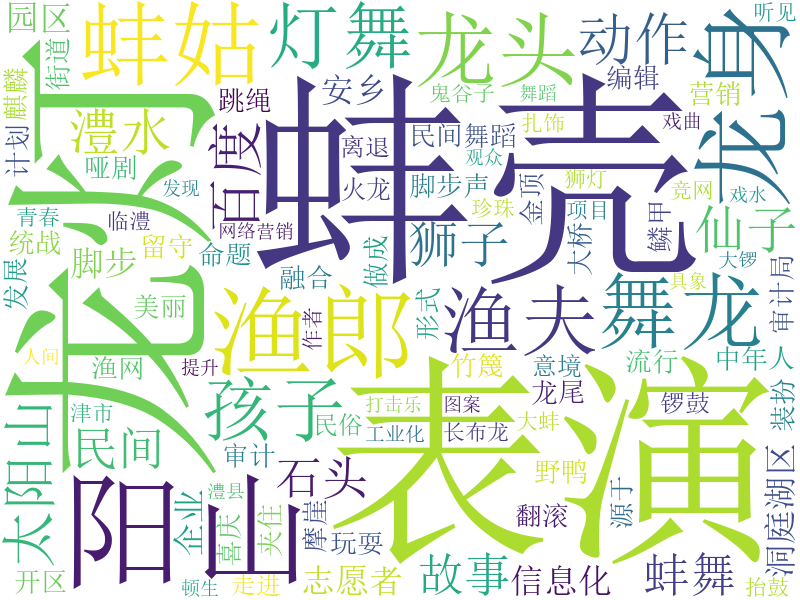 园区
街道
蚌姑
灯舞
龙头
动作
听见
龙身
麒麟
计划
澧水
哑剧
跳绳
百度
安乡
鬼谷子
舞蹈
编辑
营销
民间舞蹈
扎饰
戏曲
龙灯
水
蚌壳
离退
观众
火龙
脚步声
狮灯
竞网
戏水
发现
青春
临澧
网络营销
珍珠
金顶
项目
大桥
鳞甲
仙子
大锣
统战
留守
命题
狮子
脚步
发展
融合
做成
形式
具象
审计局
美丽
渔郎
作者
渔夫
舞龙
人间
渔网
提升
竹篾
意境
流行
中年人
孩子
打击乐
图案
龙尾
锣鼓
装扮
津市
民俗
大蚌
太阳山
民间
审计
工业化
长布龙
表演
石头
野鸭
源于
洞庭湖区
阳山
企业
澧县
喜庆
夹住
摩崖
玩耍
翻滚
开区
顿生
走进
志愿者
故事
信息化
蚌舞
抬鼓